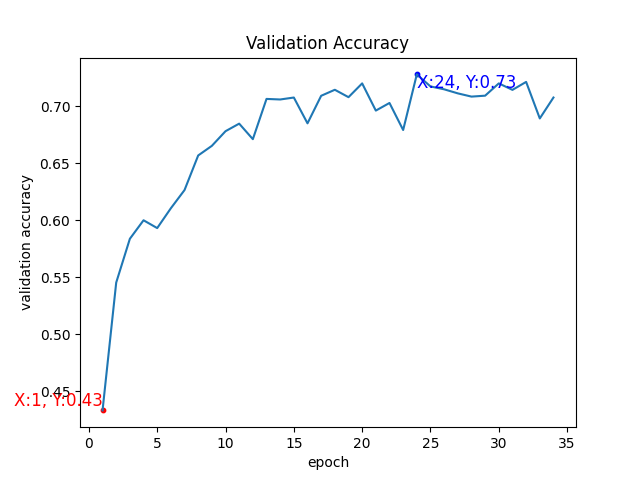 Validation Accuracy
validation accuracy
0.70
0.65
0.60
0.55
0.50
0.45
X:24, Y:0.73
X:1, Y:0.43
0 5 10 15 20 25 30 35
epoch